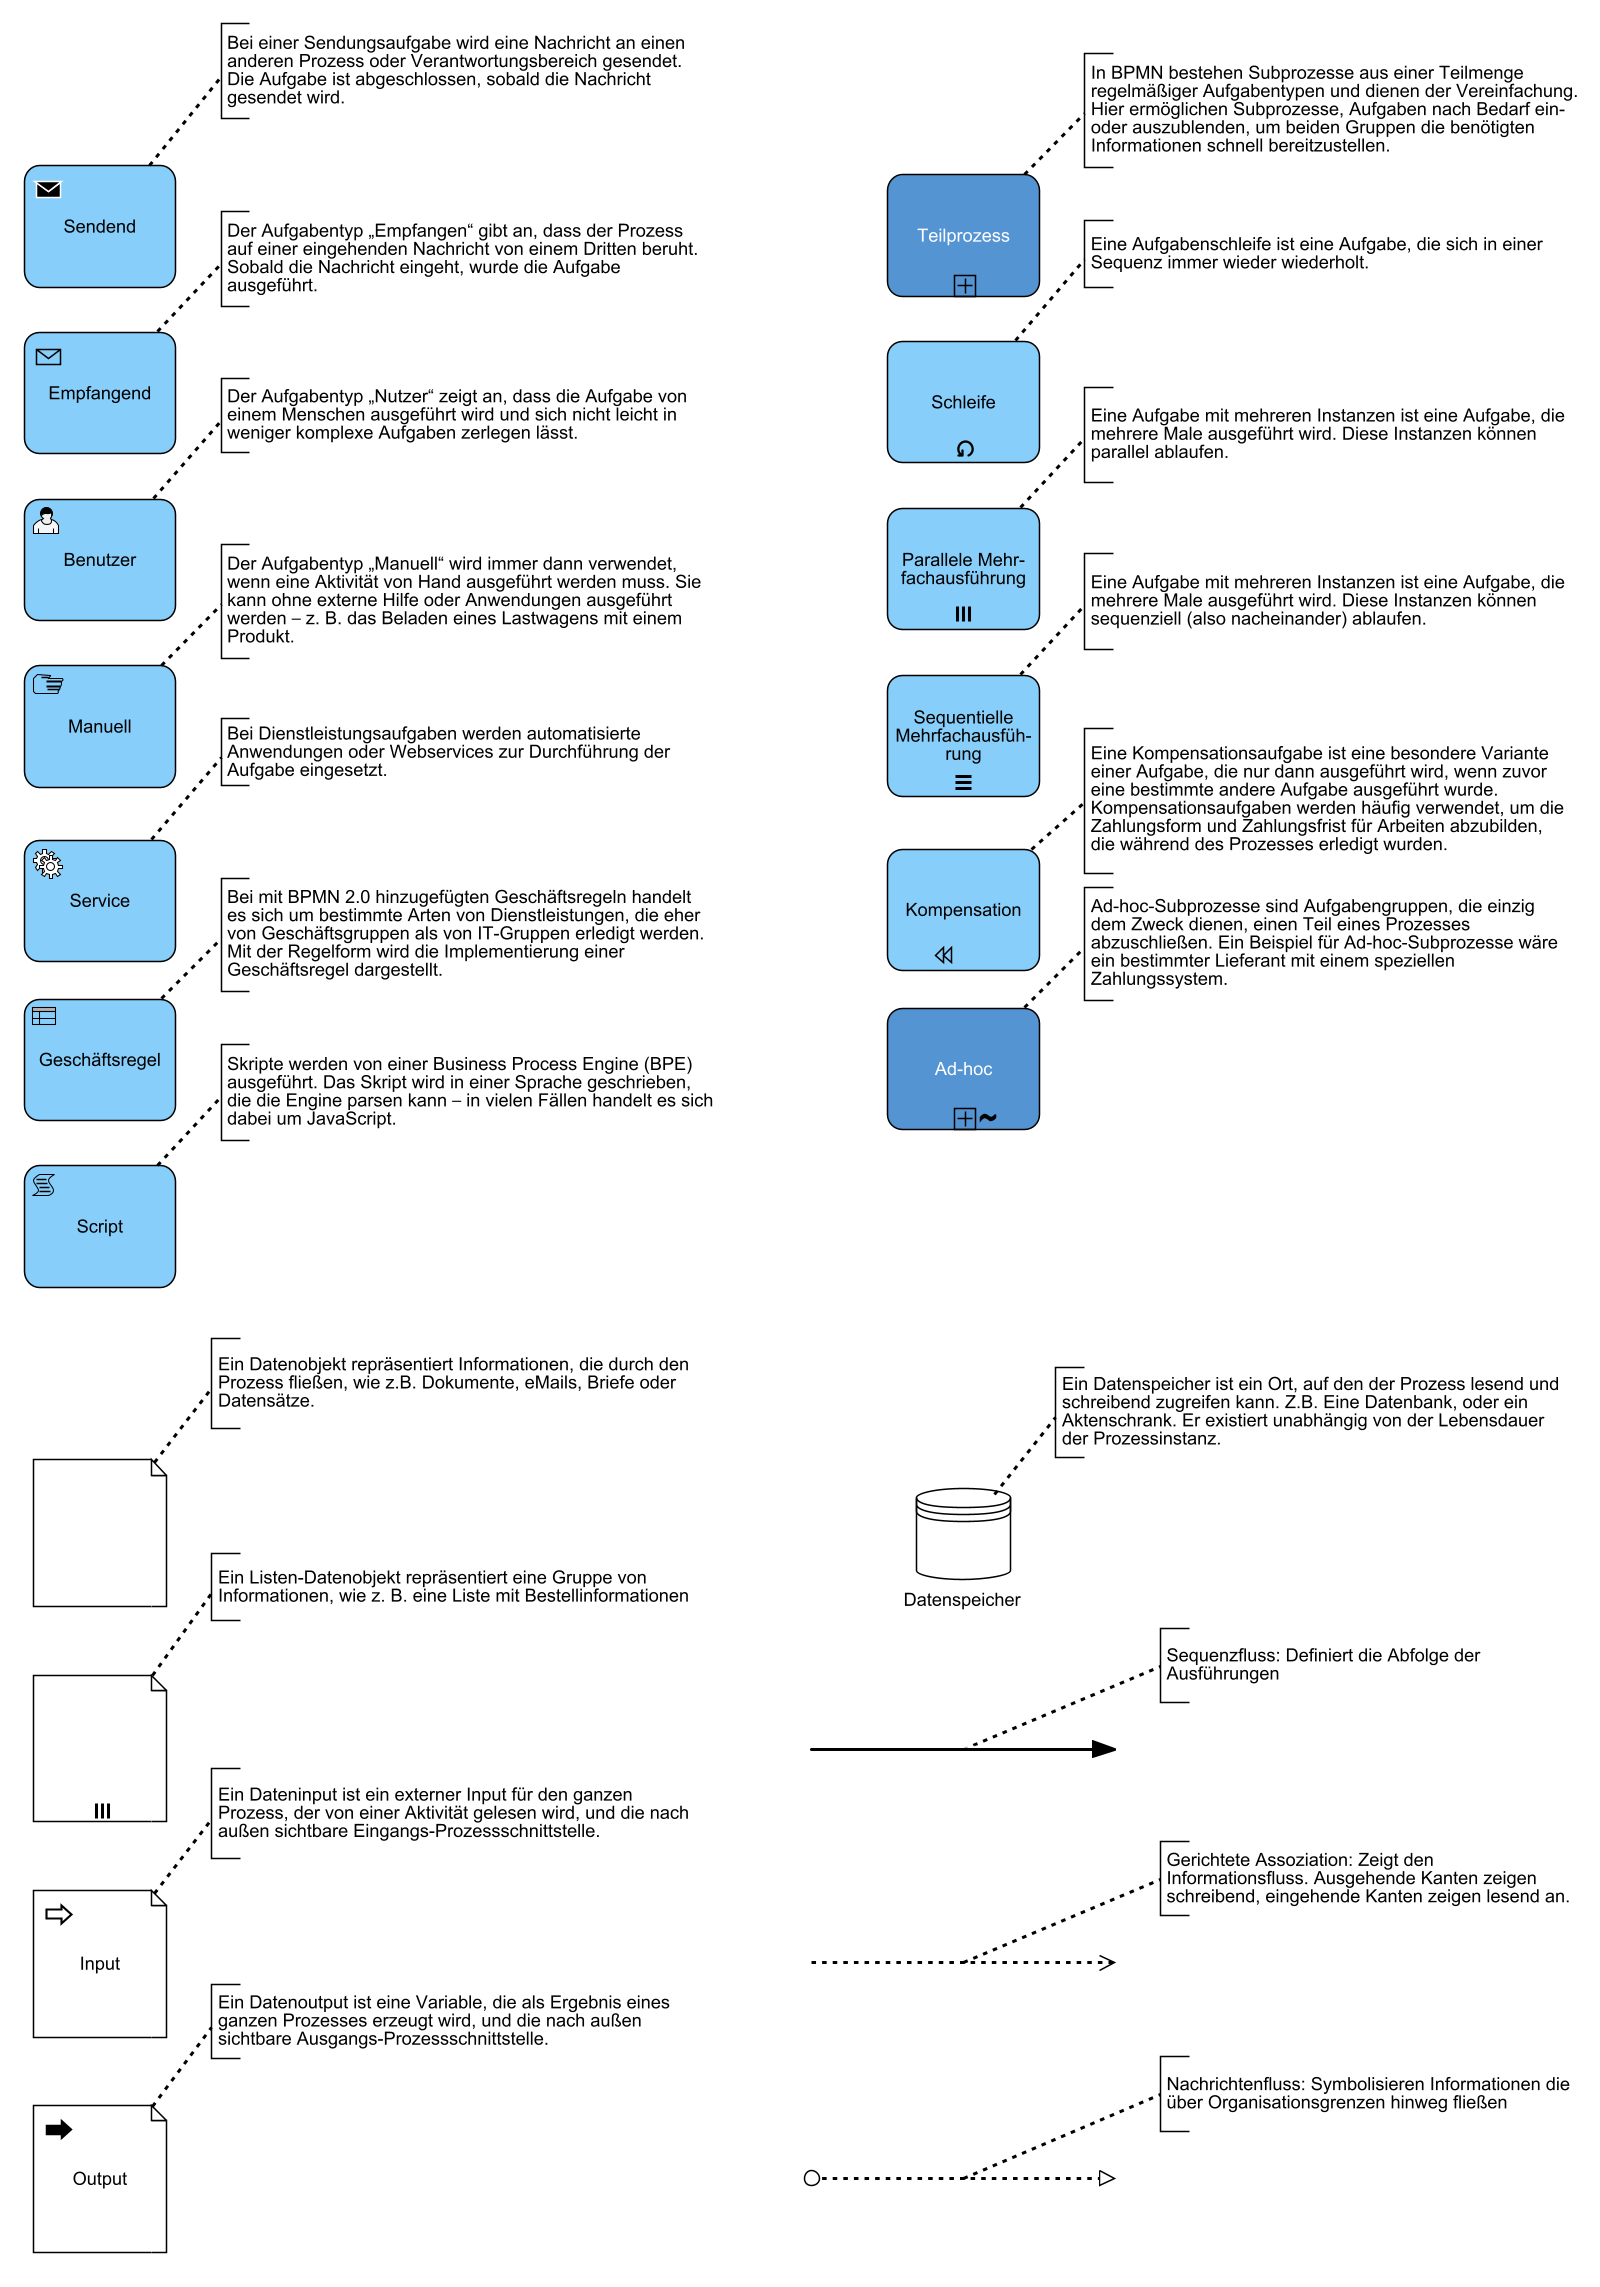 Bei einer Sendungsaufgabe wird eine Nachricht an einen
anderen Prozess oder Verantwortungsbereich gesendet.
Die Aufgabe ist abgeschlossen, sobald die Nachricht
gesendet wird.
Sendend
Der Aufgabentyp „Empfangen“ gibt an, dass der Prozess
auf einer eingehenden Nachricht von einem Dritten beruht.
Sobald die Nachricht eingeht, wurde die Aufgabe
ausgeführt.
Empfangend
Der Aufgabentyp „Nutzer“ zeigt an, dass die Aufgabe von
einem Menschen ausgeführt wird und sich nicht leicht in
weniger komplexe Aufgaben zerlegen lässt.
Benutzer
Der Aufgabentyp „Manuell“ wird immer dann verwendet,
wenn eine Aktivität von Hand ausgeführt werden muss. Sie
kann ohne externe Hilfe oder Anwendungen ausgeführt
werden – z. B. das Beladen eines Lastwagens mit einem
Produkt.
Manuell
Bei Dienstleistungsaufgaben werden automatisierte
Anwendungen oder Webservices zur Durchführung der
Aufgabe eingesetzt.
Service
Bei mit BPMN 2.0 hinzugefügten Geschäftsregeln handelt
es sich um bestimmte Arten von Dienstleistungen, die eher
von Geschäftsgruppen als von IT-Gruppen erledigt werden.
Mit der Regelform wird die Implementierung einer
Geschäftsregel dargestellt.
Geschäftsregel
Skripte werden von einer Business Process Engine (BPE)
ausgeführt. Das Skript wird in einer Sprache geschrieben,
die die Engine parsen kann – in vielen Fällen handelt es sich
dabei um JavaScript.
Script
In BPMN bestehen Subprozesse aus einer Teilmenge
regelmäßiger Aufgabentypen und dienen der Vereinfachung.
Hier ermöglichen Subprozesse, Aufgaben nach Bedarf ein-
oder auszublenden, um beiden Gruppen die benötigten
Informationen schnell bereitzustellen.
Teilprozess
Eine Aufgabenschleife ist eine Aufgabe, die sich in einer
Sequenz immer wieder wiederholt.
Schleife
Eine Aufgabe mit mehreren Instanzen ist eine Aufgabe, die
mehrere Male ausgeführt wird. Diese Instanzen können
parallel ablaufen.
Parallele Mehr-
fachausführung
Eine Aufgabe mit mehreren Instanzen ist eine Aufgabe, die
mehrere Male ausgeführt wird. Diese Instanzen können
sequenziell (also nacheinander) ablaufen.
Sequentielle
Mehrfachausfüh-
rung
Eine Kompensationsaufgabe ist eine besondere Variante
einer Aufgabe, die nur dann ausgeführt wird, wenn zuvor
eine bestimmte andere Aufgabe ausgeführt wurde.
Kompensationsaufgaben werden häufig verwendet, um die
Zahlungsform und Zahlungsfrist für Arbeiten abzubilden,
die während des Prozesses erledigt wurden.
Kompensation
Ad-hoc-Subprozesse sind Aufgabengruppen, die einzig
dem Zweck dienen, einen Teil eines Prozesses
abzuschließen. Ein Beispiel für Ad-hoc-Subprozesse wäre
ein bestimmter Lieferant mit einem speziellen
Zahlungssystem.
Ad-hoc
Ein Datenobjekt repräsentiert Informationen, die durch den
Prozess fließen, wie z.B. Dokumente, eMails, Briefe oder
Datensätze.
Ein Listen-Datenobjekt repräsentiert eine Gruppe von
Informationen, wie z. B. eine Liste mit Bestellinformationen
Ein Dateninput ist ein externer Input für den ganzen
Prozess, der von einer Aktivität gelesen wird, und die nach
außen sichtbare Eingangs-Prozessschnittstelle.
Input
Ein Datenoutput ist eine Variable, die als Ergebnis eines
ganzen Prozesses erzeugt wird, und die nach außen
sichtbare Ausgangs-Prozessschnittstelle.
Output
Ein Datenspeicher ist ein Ort, auf den der Prozess lesend und
schreibend zugreifen kann. Z.B. Eine Datenbank, oder ein
Aktenschrank. Er existiert unabhängig von der Lebensdauer
der Prozessinstanz.
Datenspeicher
Sequenzfluss: Definiert die Abfolge der
Ausführungen
Gerichtete Assoziation: Zeigt den
Informationsfluss. Ausgehende Kanten zeigen
schreibend, eingehende Kanten zeigen lesend an.
Nachrichtenfluss: Symbolisieren Informationen die
über Organisationsgrenzen hinweg fließen